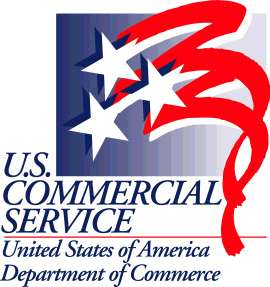 U.S.
COMMERCIAL
SERVICE
United States of America
Department of Commerce